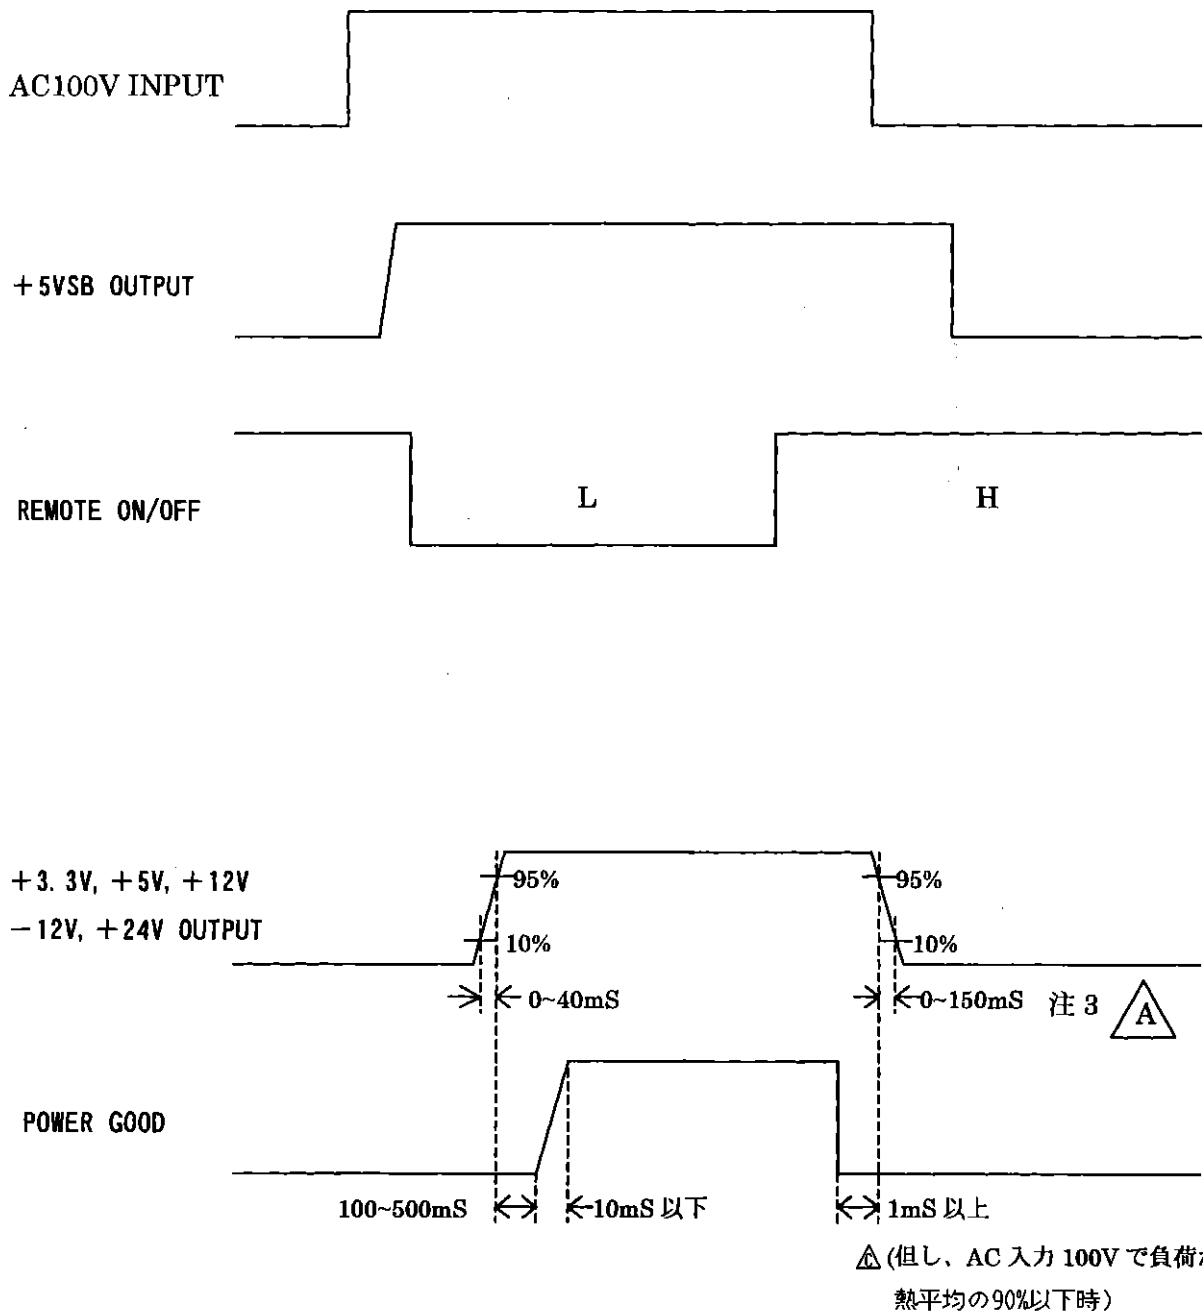 AC100V INPUT
+5VSB OUTPUT
REMOTE ON/OFF
L
H
+3.3V, +5V, +12V
-12V, +24V OUTPUT
95%
10%
95%
10%
0~40mS
0~150mS 注3 A
POWER GOOD
100~500mS
10mS 以下
1mS 以上
C (但し、AC 入力 100V で負荷
熱平均の90%以下時)